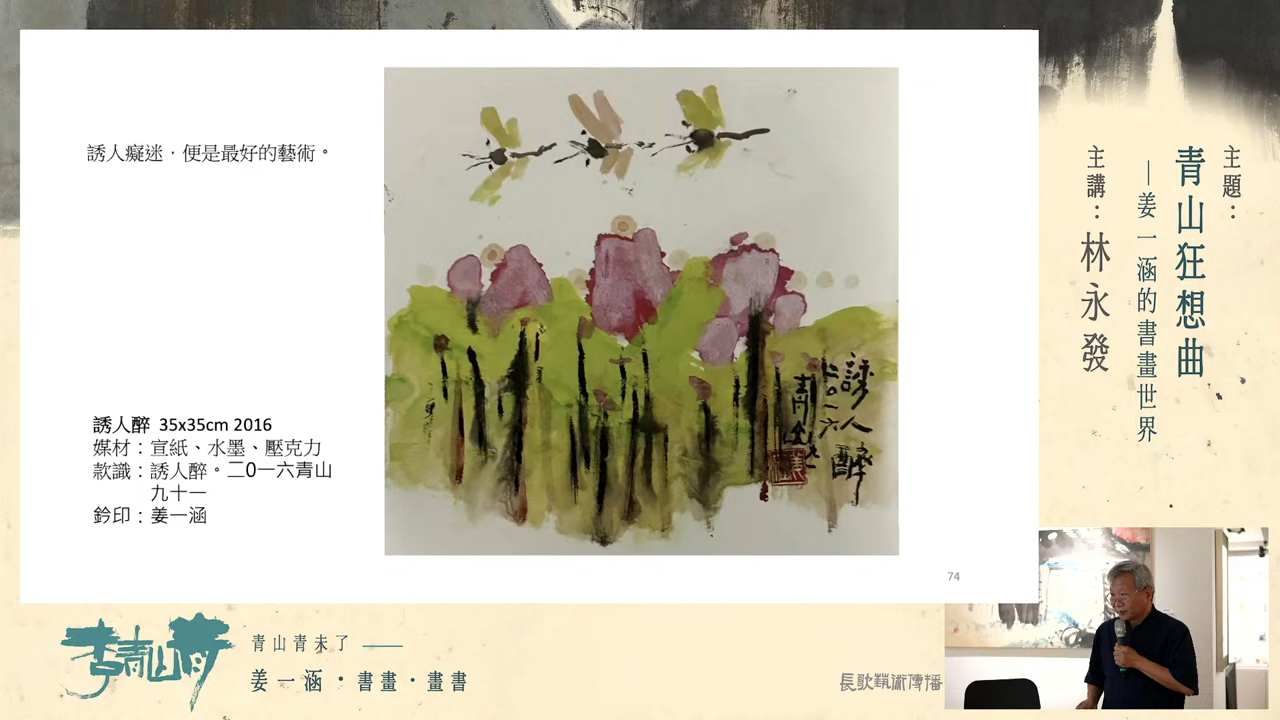 誘人癡迷，便是最好的藝術。
誘人醉 35x35cm 2016
媒材：宣紙、水墨、壓克力
款識：誘人醉。二0一六青山
九十一
鈐印：姜一涵
誘人醉
二〇一六
青山九十一
74
主題：
青山狂想曲
—姜一涵的書畫世界
主講：林永發
青山青未了——
姜一涵・書畫・畫書
長歌藝術傳播